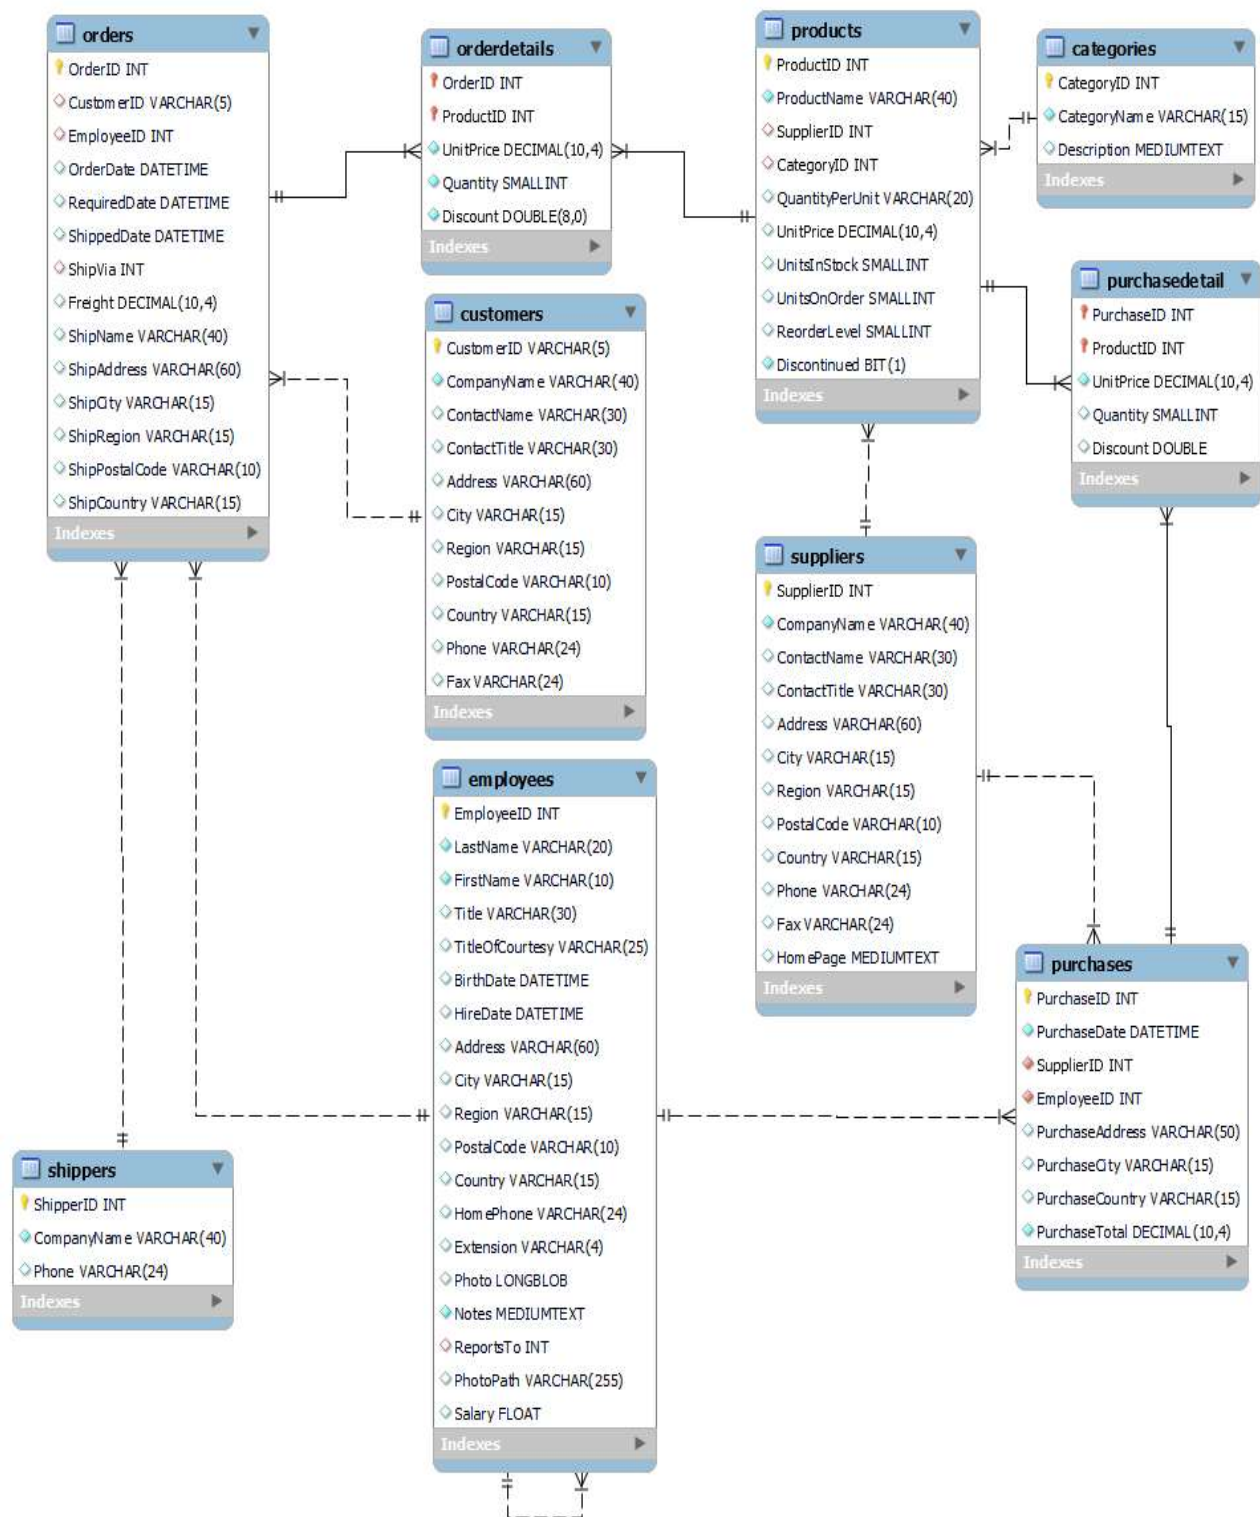 orders
OrderID INT
CustomerID VARCHAR(5)
EmployeeID INT
OrderDate DATETIME
RequiredDate DATETIME
ShippedDate DATETIME
ShipVia INT
Freight DECIMAL(10,4)
ShipName VARCHAR(40)
ShipAddress VARCHAR(60)
ShipCity VARCHAR(15)
ShipRegion VARCHAR(15)
ShipPostalCode VARCHAR(10)
ShipCountry VARCHAR(15)
Indexes
orderdetails
OrderID INT
ProductID INT
UnitPrice DECIMAL(10,4)
Quantity SMALLINT
Discount DOUBLE(8,0)
Indexes
products
ProductID INT
ProductName VARCHAR(40)
SupplierID INT
CategoryID INT
QuantityPerUnit VARCHAR(20)
UnitPrice DECIMAL(10,4)
UnitsInStock SMALLINT
UnitsOnOrder SMALLINT
ReorderLevel SMALLINT
Discontinued BIT(1)
Indexes
categories
CategoryID INT
CategoryName VARCHAR(15)
Description MEDIUMTEXT
Indexes
customers
CustomerID VARCHAR(5)
CompanyName VARCHAR(40)
ContactName VARCHAR(30)
ContactTitle VARCHAR(30)
Address VARCHAR(60)
City VARCHAR(15)
Region VARCHAR(15)
PostalCode VARCHAR(10)
Country VARCHAR(15)
Phone VARCHAR(24)
Fax VARCHAR(24)
Indexes
purchasedetail
PurchaseID INT
ProductID INT
UnitPrice DECIMAL(10,4)
Quantity SMALLINT
Discount DOUBLE
Indexes
suppliers
SupplierID INT
CompanyName VARCHAR(40)
ContactName VARCHAR(30)
ContactTitle VARCHAR(30)
Address VARCHAR(60)
City VARCHAR(15)
Region VARCHAR(15)
PostalCode VARCHAR(10)
Country VARCHAR(15)
Phone VARCHAR(24)
Fax VARCHAR(24)
HomePage MEDIUMTEXT
Indexes
employees
EmployeeID INT
LastName VARCHAR(20)
FirstName VARCHAR(10)
Title VARCHAR(30)
TitleOfCourtesy VARCHAR(25)
BirthDate DATETIME
HireDate DATETIME
Address VARCHAR(60)
City VARCHAR(15)
Region VARCHAR(15)
PostalCode VARCHAR(10)
Country VARCHAR(15)
HomePhone VARCHAR(24)
Extension VARCHAR(4)
Photo LONGBLOB
Notes MEDIUMTEXT
ReportsTo INT
PhotoPath VARCHAR(255)
Salary FLOAT
Indexes
purchases
PurchaseID INT
PurchaseDate DATETIME
SupplierID INT
EmployeeID INT
PurchaseAddress VARCHAR(50)
PurchaseCity VARCHAR(15)
PurchaseCountry VARCHAR(15)
PurchaseTotal DECIMAL(10,4)
Indexes
shippers
ShipperID INT
CompanyName VARCHAR(40)
Phone VARCHAR(24)
Indexes